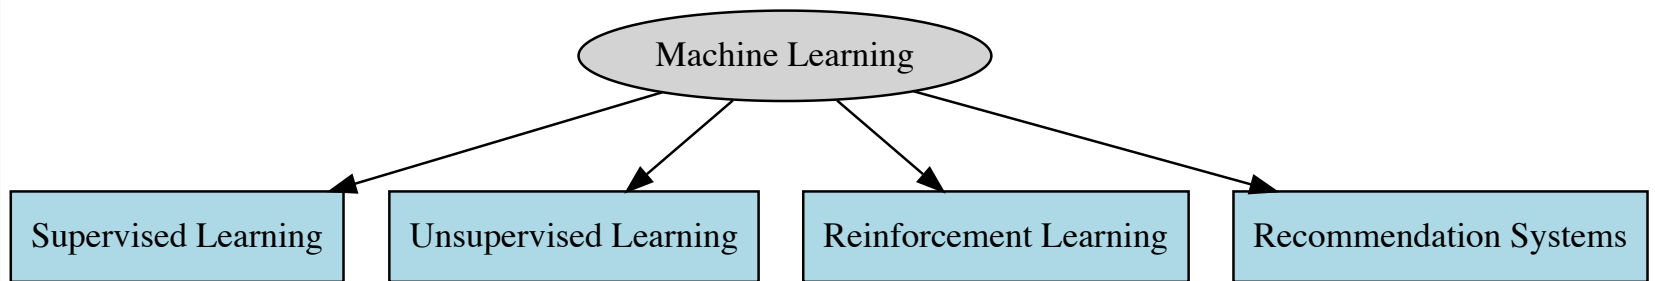 Machine Learning
Supervised Learning
Unsupervised Learning
Reinforcement Learning
Recommendation Systems